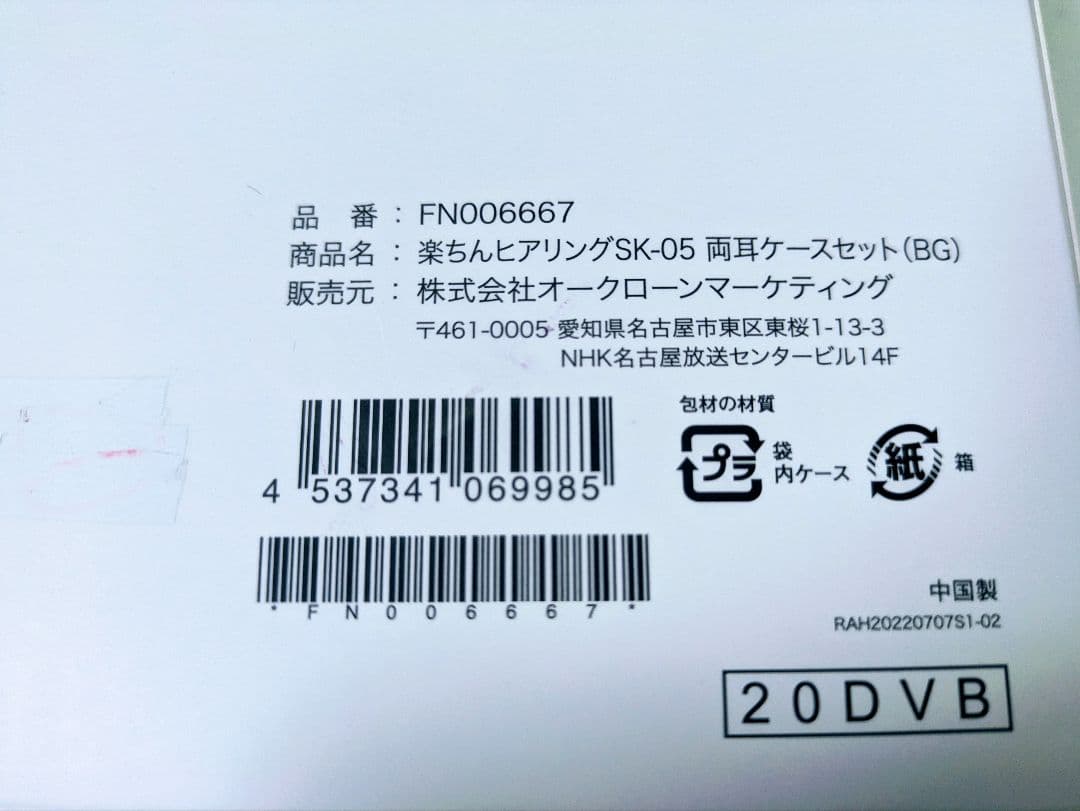 品　番 : FN006667
商品名 : 楽ちんヒアリングSK-05 両耳ケースセット(BG)
販売元 : 株式会社オークローンマーケティング
〒461-0005 愛知県名古屋市東区東桜1-13-3
NHK名古屋放送センタービル14F
包材の材質
プラ 袋
内ケース
紙 箱
4 537341 069985
*FN006667*
中国製
RAH20220707S1-02
20DVB